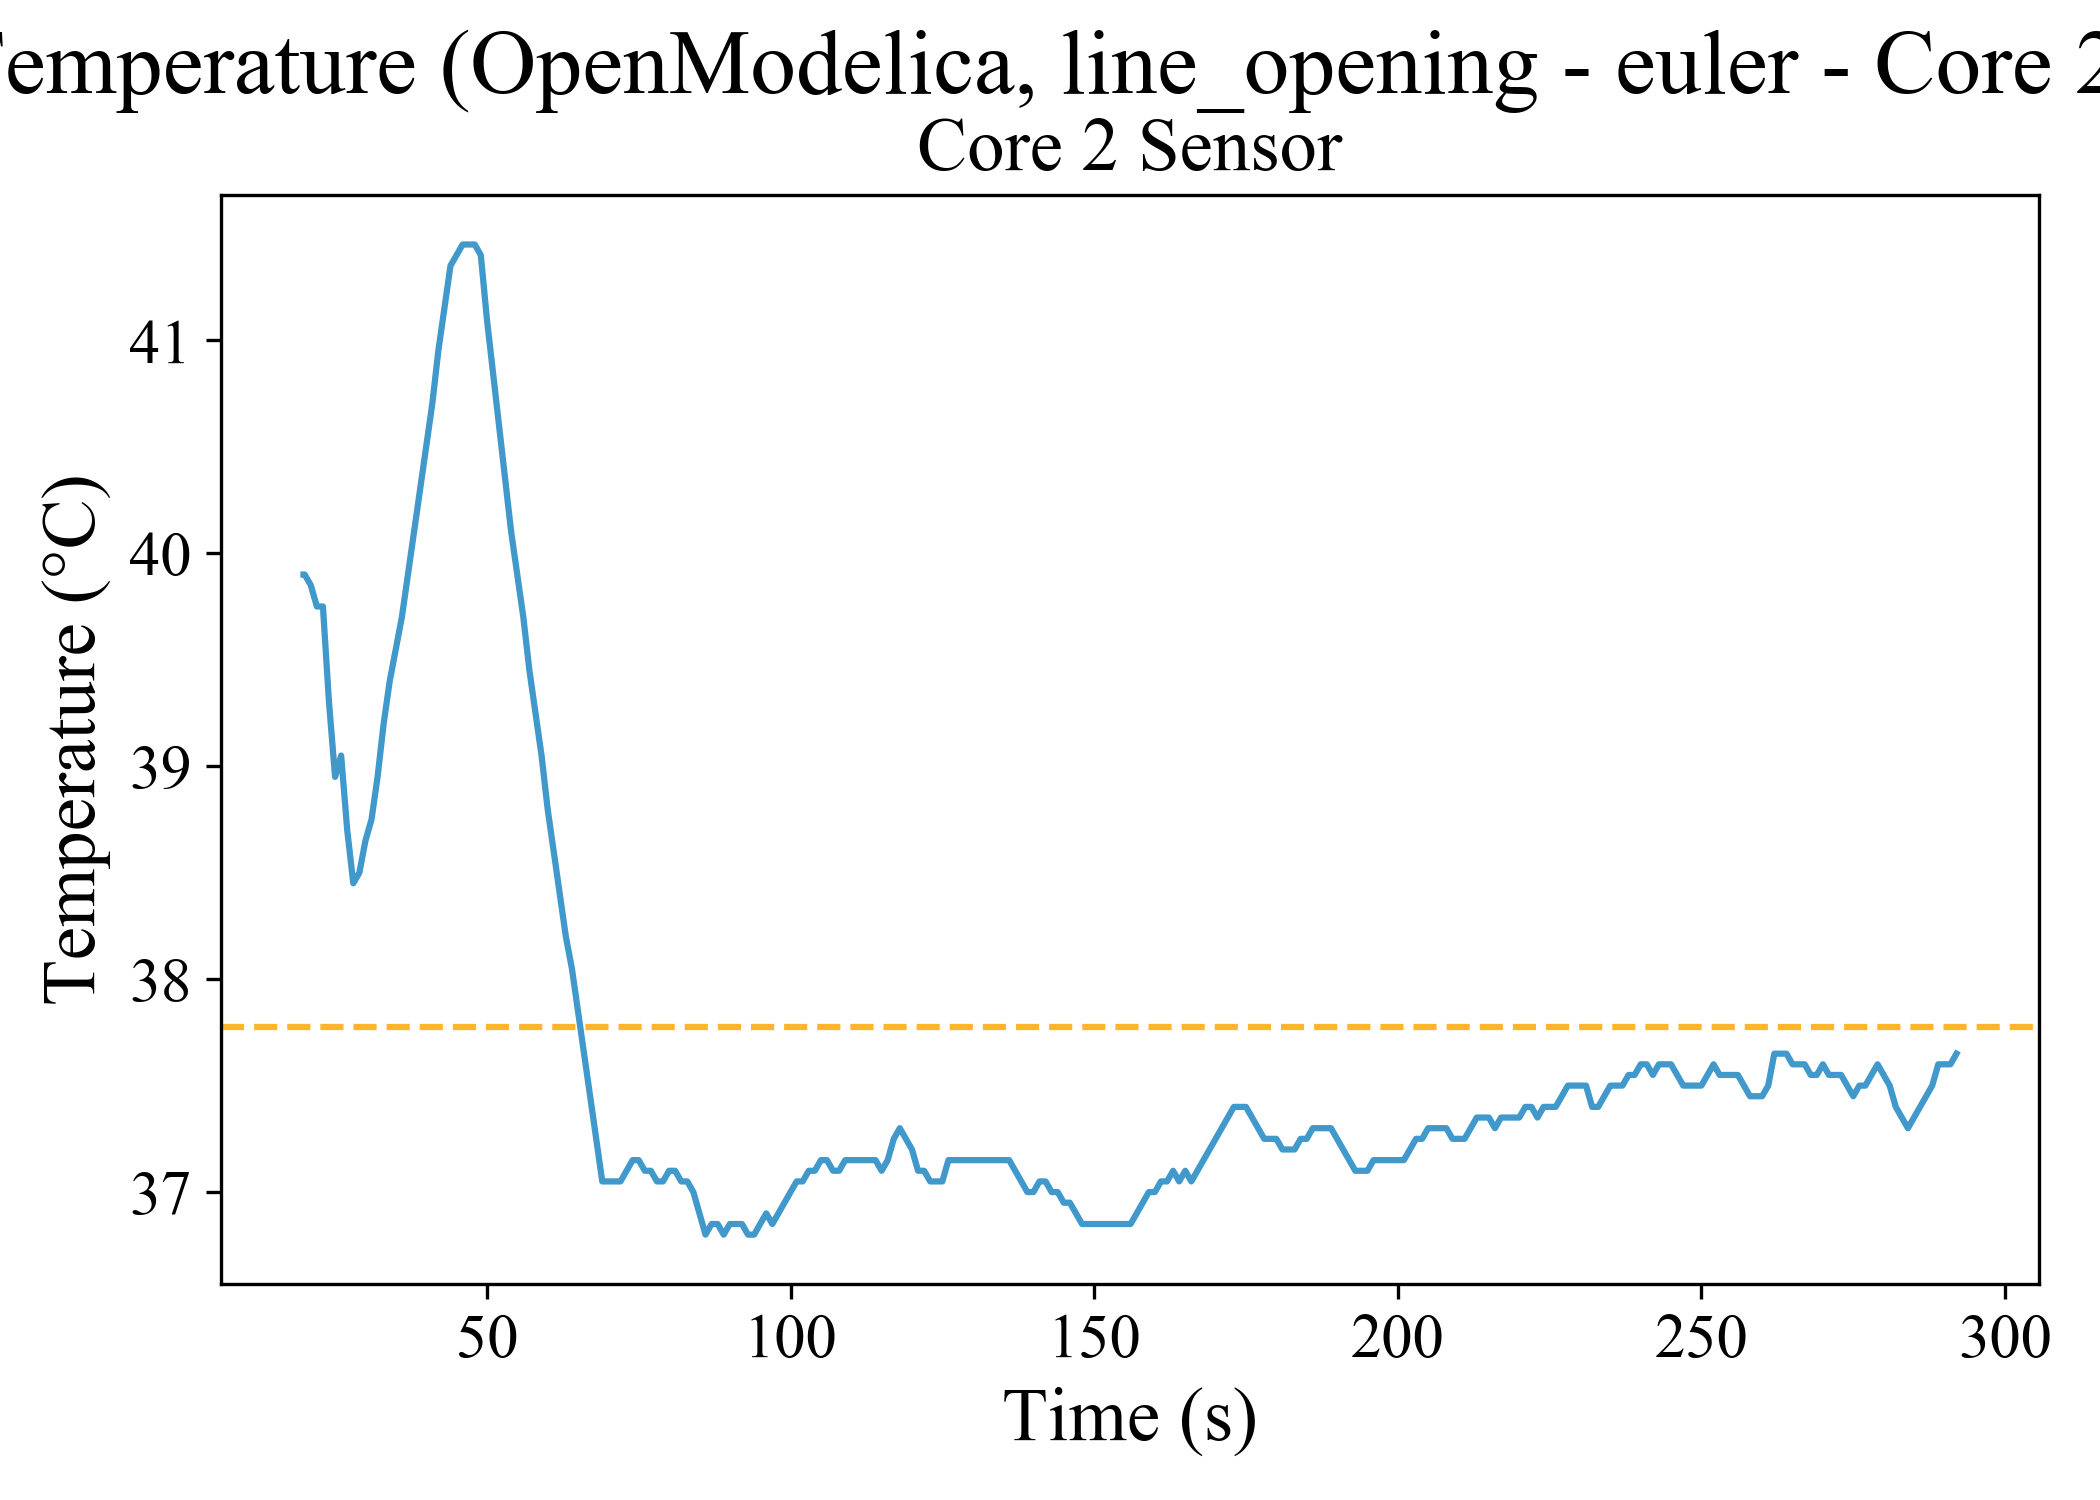 Temperature (OpenModelica, line_opening - euler - Core 2
Core 2 Sensor
Temperature (°C)
41
40
39
38
37
50 100 150 200 250 300
Time (s)